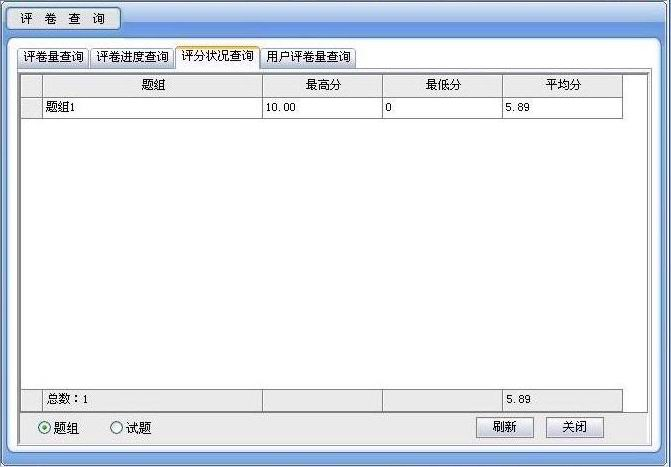 评卷查询
评卷量查询 评卷进度查询 评分状况查询 用户评卷量查询
题组 最高分 最低分 平均分
题组1 10.00 0 5.89
总数：1 5.89
题组 试题 刷新 关闭